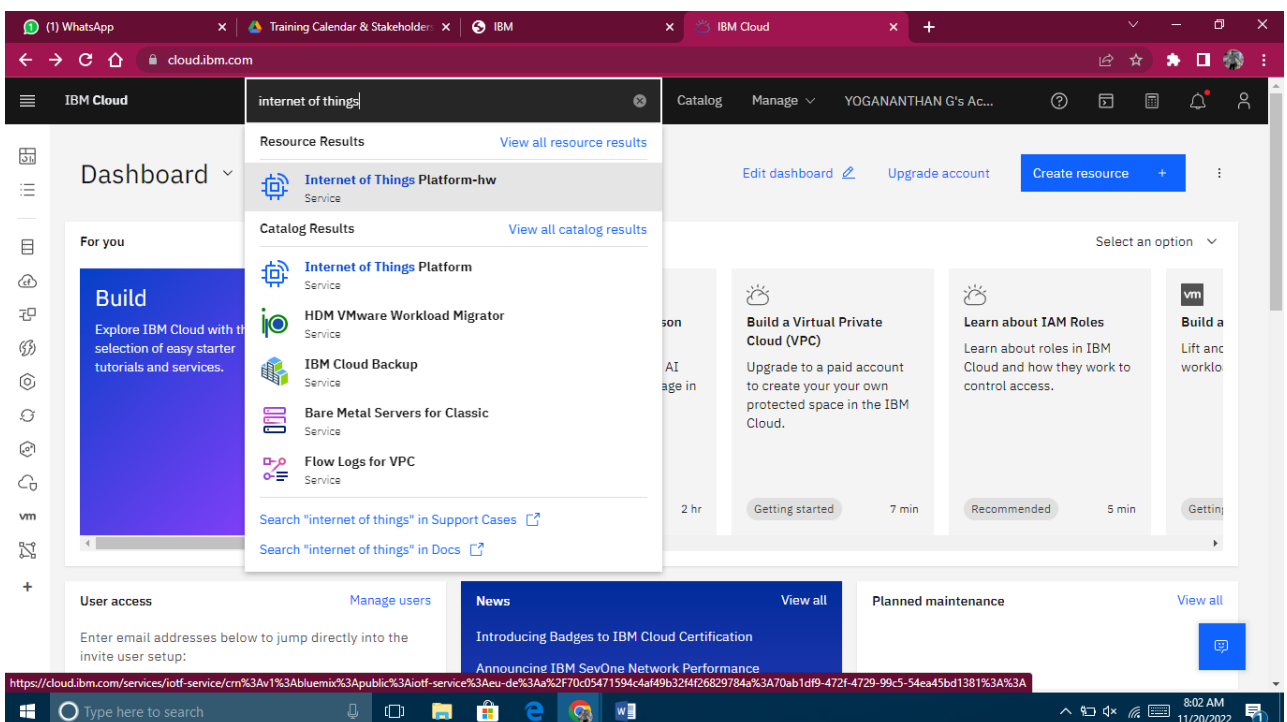 (1) WhatsApp
Training Calendar & Stakeholder
IBM
IBM Cloud
cloud.ibm.com
IBM Cloud
internet of things
Catalog
Manage
YOGANANTHAN G's Ac...
Dashboard
Edit dashboard
Upgrade account
Create resource +
Resource Results
View all resource results
Internet of Things Platform-hw
Service
Catalog Results
View all catalog results
Internet of Things Platform
Service
HDM VMware Workload Migrator
Service
IBM Cloud Backup
Service
Bare Metal Servers for Classic
Service
Flow Logs for VPC
Service
Search "internet of things" in Support Cases
Search "internet of things" in Docs
For you
Select an option
Build
Explore IBM Cloud with th
selection of easy starter
tutorials and services.
son
AI
age in
2 hr
Build a Virtual Private
Cloud (VPC)
Upgrade to a paid account
to create your your own
protected space in the IBM
Cloud.
Getting started
7 min
Learn about IAM Roles
Learn about roles in IBM
Cloud and how they work to
control access.
Recommended
5 min
vm
Build a
Lift and
worklo
Getting
vm
User access
Manage users
Enter email addresses below to jump directly into the
invite user setup:
News
View all
Introducing Badges to IBM Cloud Certification
Announcing IBM SevOne Network Performance
Planned maintenance
View all
https://cloud.ibm.com/services/iotf-service/crn%3Av1%3Abluemix%3Apublic%3Aiotf-service%3Aeu-de%3Aa%2F70c05471594c4af49b32f4f26829784a%3A70ab1df9-472f-4729-99c5-54ea45bd1381%3A%3A
Type here to search
8:02 AM
11/20/2022